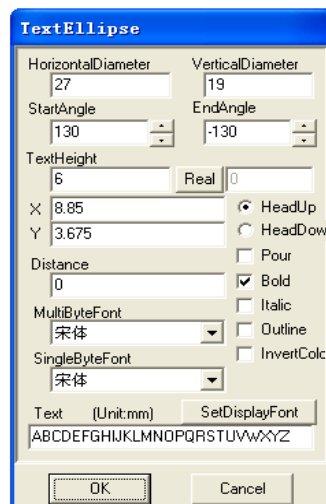 TextEllipse
HorizontalDiameter VerticalDiameter
27 19
StartAngle EndAngle
130 -130
TextHeight
6 Real 0
X 8.85 HeadUp
Y 3.675 HeadDow
Pour
Distance
0 Bold
MultiByteFont Italic
宋体 Outline
SingleByteFont InvertColo
宋体
Text (Unit:mm) SetDisplayFont
ABCDEFGHIJKLMNOPQRSTUVWXYZ
OK Cancel